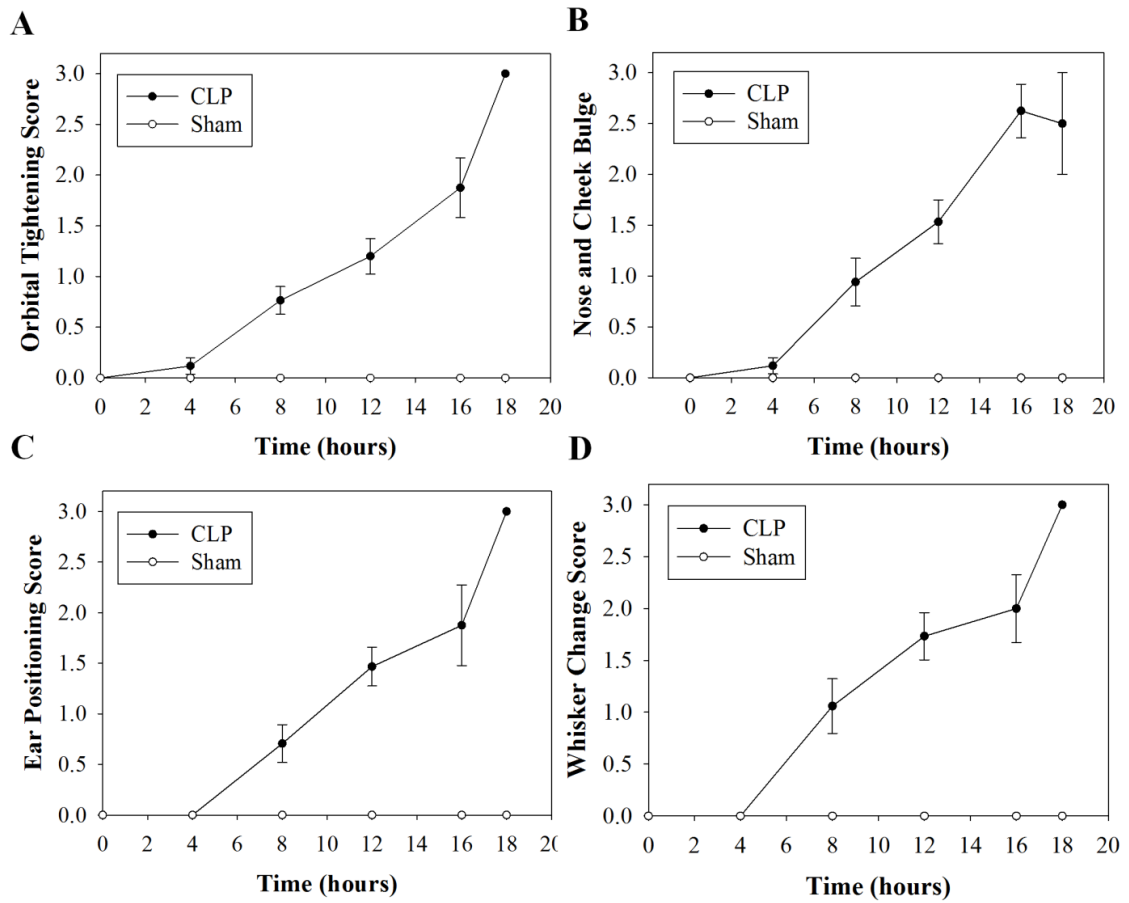 A
Orbital Tightening Score
3.0
2.5
2.0
1.5
1.0
0.5
0.0
CLP
Sham
0 2 4 6 8 10 12 14 16 18 20
Time (hours)
B
Nose and Cheek Bulge
3.0
2.5
2.0
1.5
1.0
0.5
0.0
CLP
Sham
0 2 4 6 8 10 12 14 16 18 20
Time (hours)
C
Ear Positioning Score
3.0
2.5
2.0
1.5
1.0
0.5
0.0
CLP
Sham
0 2 4 6 8 10 12 14 16 18 20
Time (hours)
D
Whisker Change Score
3.0
2.5
2.0
1.5
1.0
0.5
0.0
CLP
Sham
0 2 4 6 8 10 12 14 16 18 20
Time (hours)